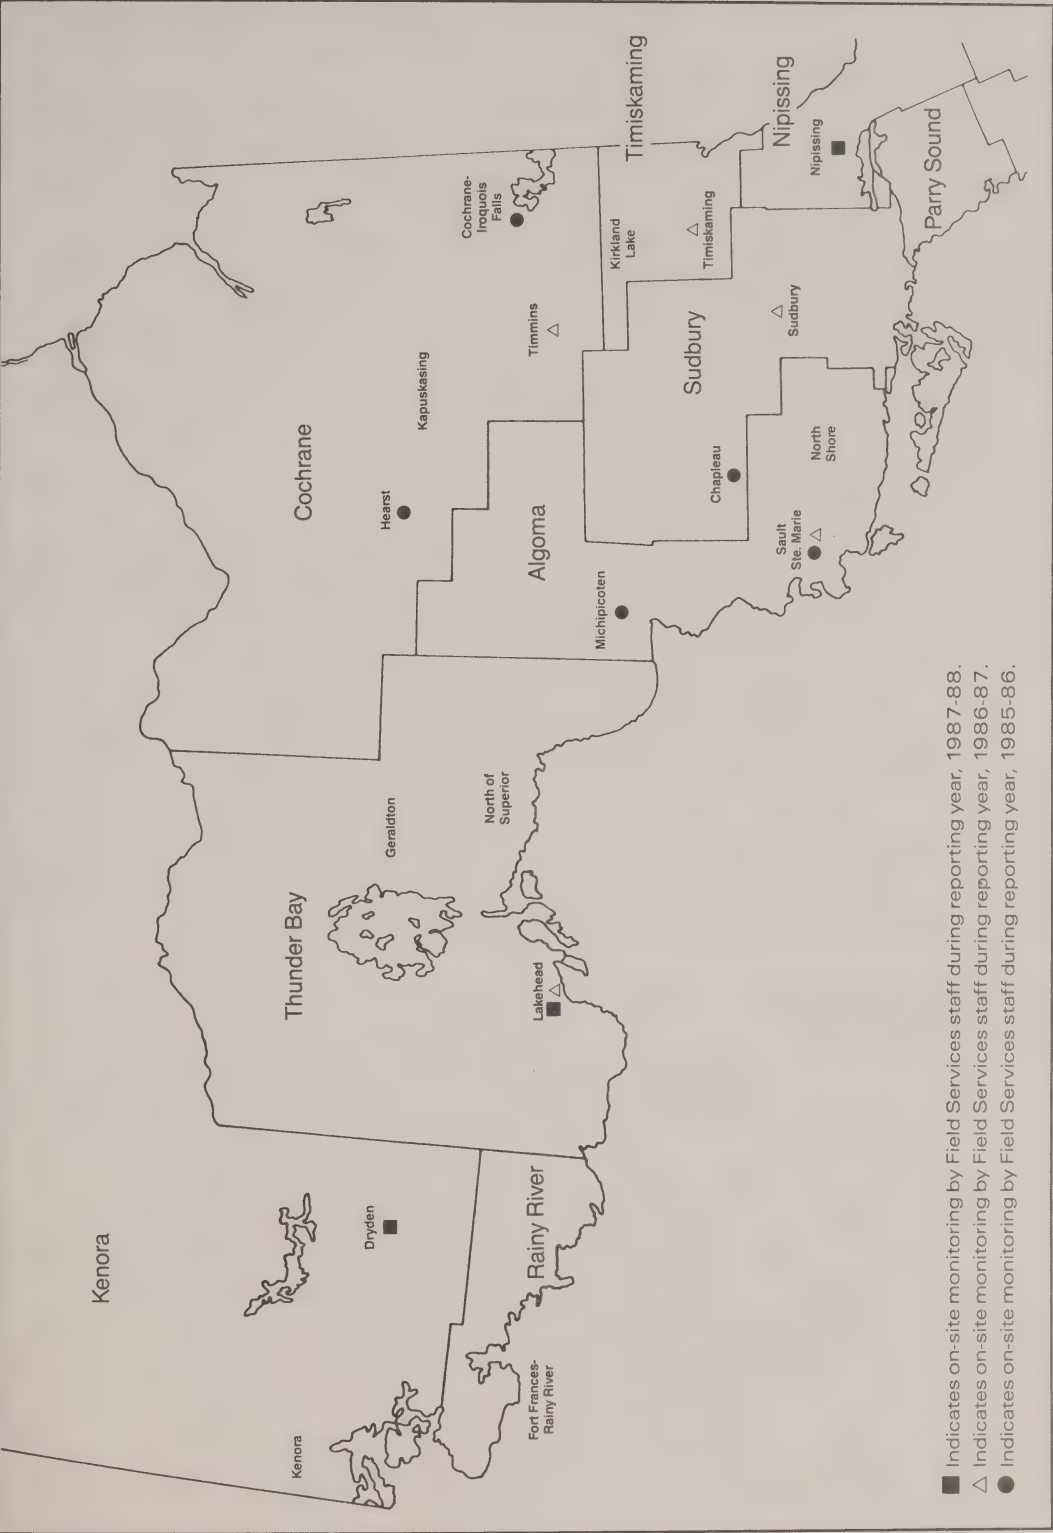 Kenora
Kenora
Dryden
Rainy River
Fort Frances-
Rainy River
Thunder Bay
Lakehead
Geraldton
North of
Superior
Cochrane
Hearst
Kapuskasing
Timmins
Cochrane-
Iroquois
Falls
Algoma
Michipicoten
Sault
Ste. Marie
North
Shore
Chapleau
Sudbury
Sudbury
Kirkland
Lake
Timiskaming
Timiskaming
Nipissing
Nipissing
Parry Sound
■ Indicates on-site monitoring by Field Services staff during reporting year, 1987-88.
△ Indicates on-site monitoring by Field Services staff during reporting year, 1986-87.
● Indicates on-site monitoring by Field Services staff during reporting year, 1985-86.